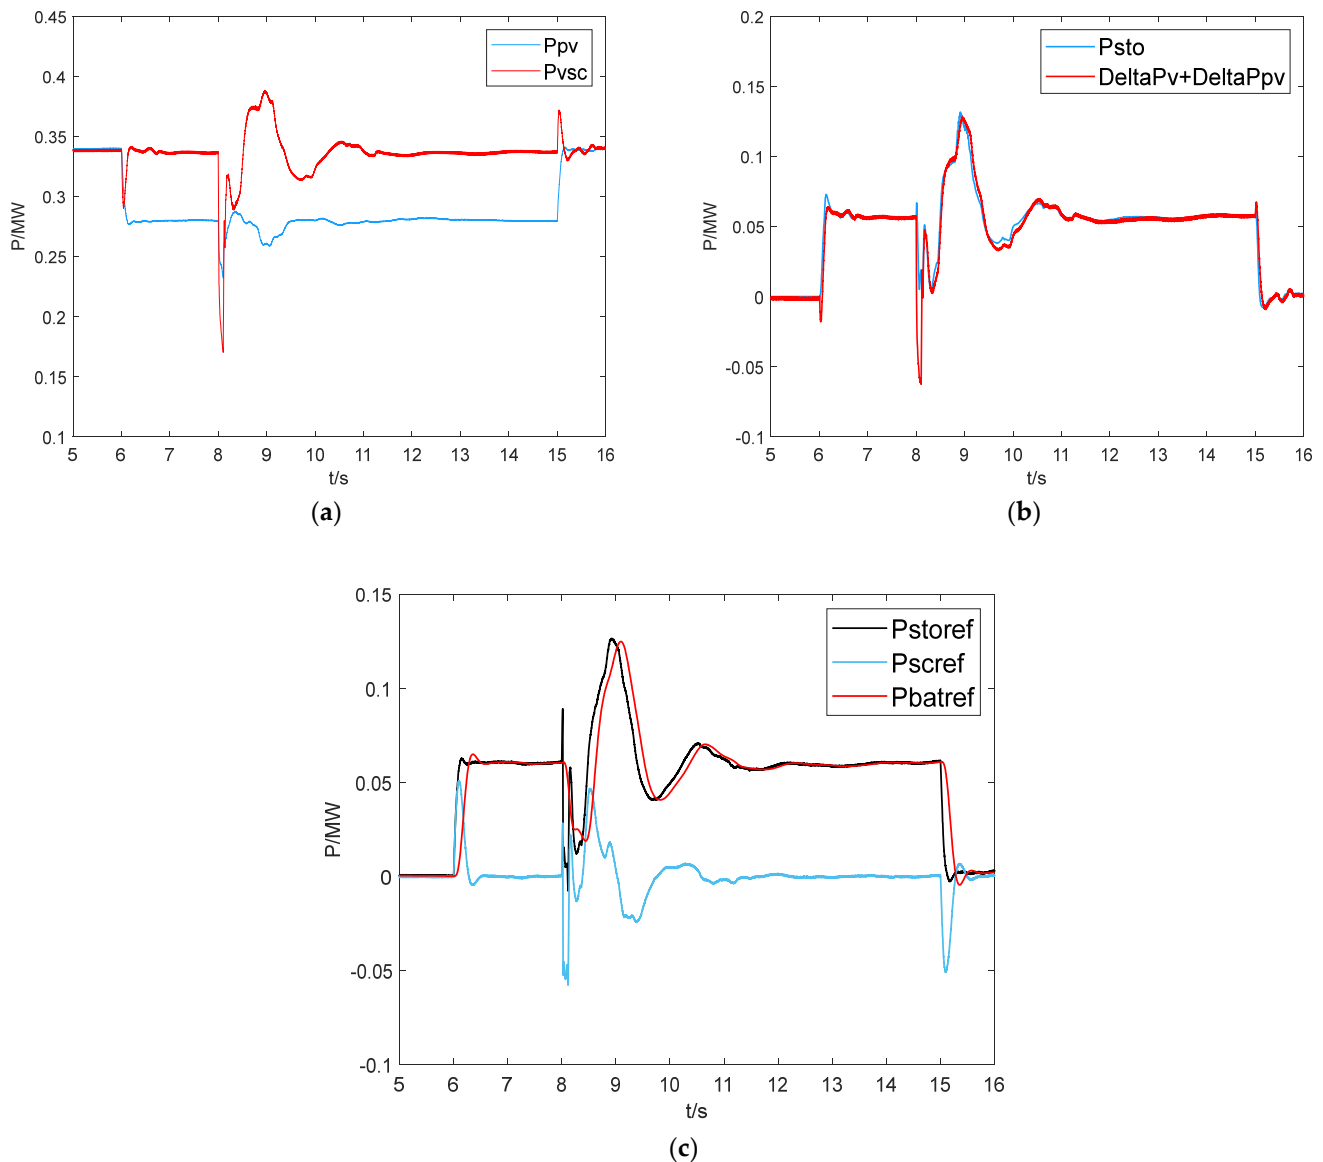 0.45
0.4
0.35
0.3
0.25
0.2
0.15
0.1
P/MW
5 6 7 8 9 10 11 12 13 14 15 16
t/s
Ppv
Pvsc
(a)
0.2
0.15
0.1
0.05
0
-0.05
-0.1
P/MW
5 6 7 8 9 10 11 12 13 14 15 16
t/s
Psto
DeltaPv+DeltaPpv
(b)
0.15
0.1
0.05
0
-0.05
-0.1
P/MW
5 6 7 8 9 10 11 12 13 14 15 16
t/s
Pstoref
Pscref
Pbatref
(c)